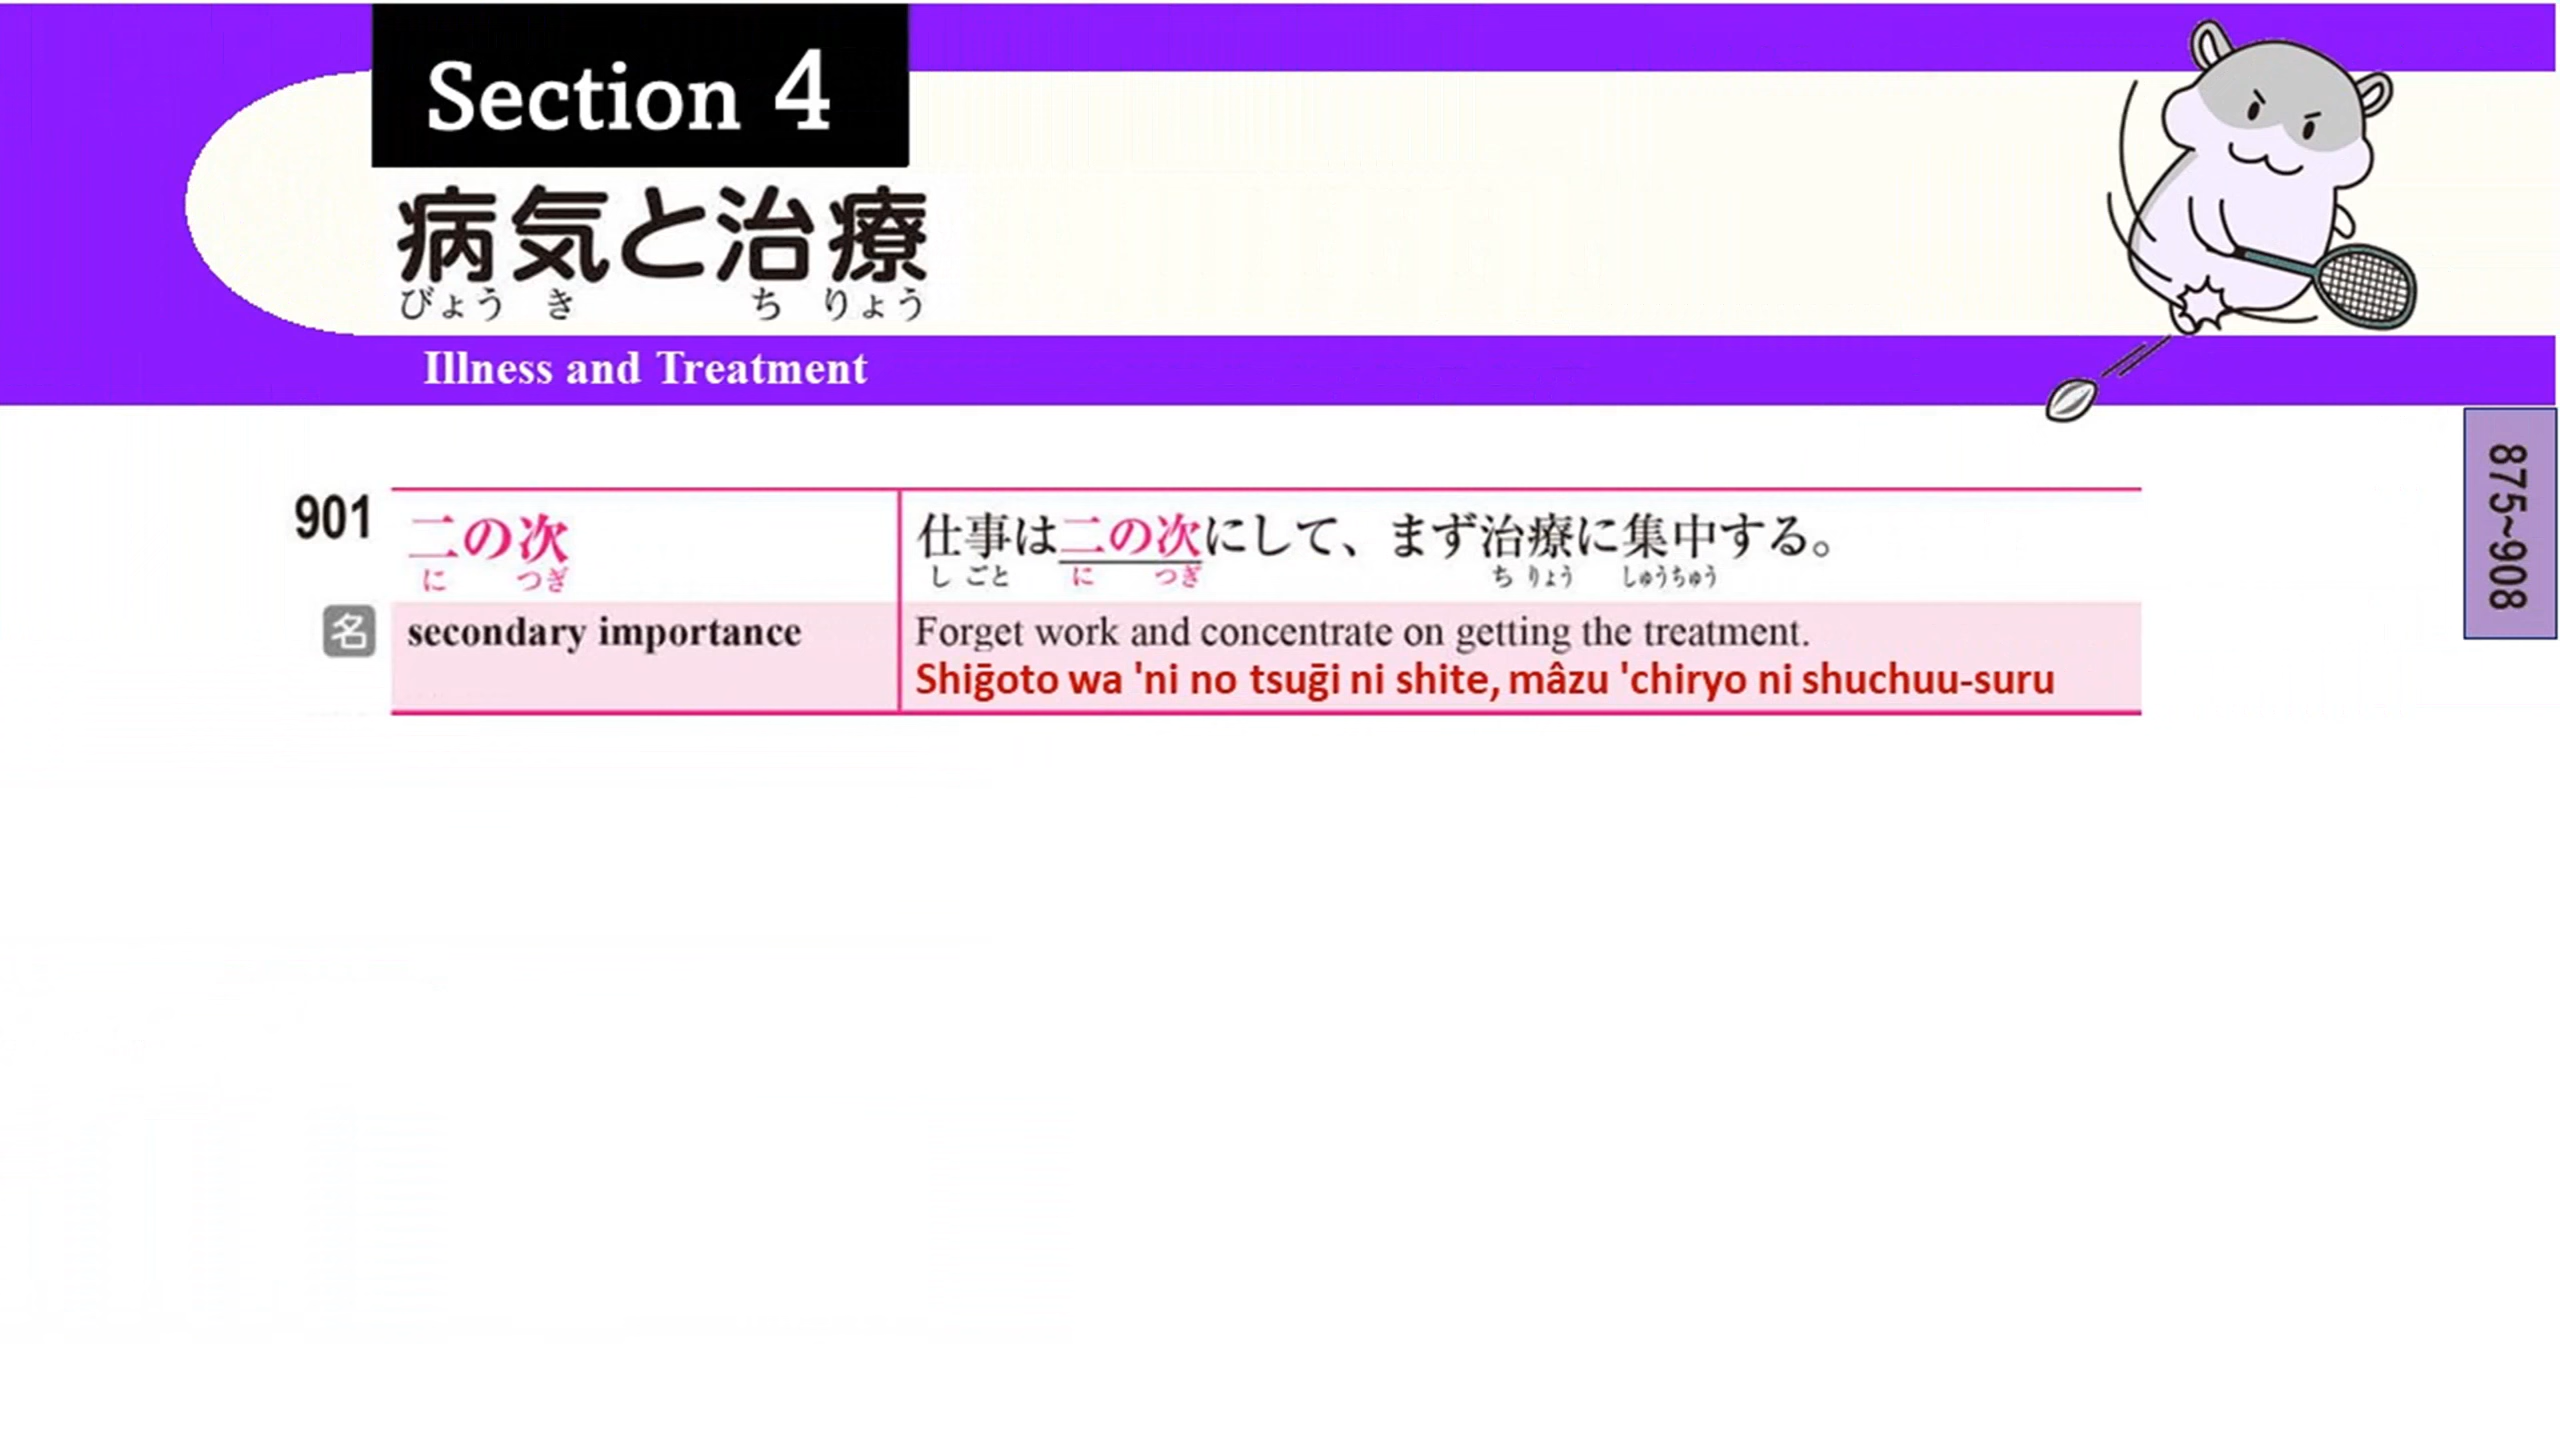 Section 4
病気と治療
びょう き ち りょう
Illness and Treatment
875~908
901
二の次
に つぎ
仕事は二の次にして、まず治療に集中する。
し ごと に つぎ ち りょう しゅうちゅう
名
secondary importance
Forget work and concentrate on getting the treatment.
Shiḡoto wa 'ni no tsuḡi ni shite, mâzu 'chiryo ni shuchuu-suru